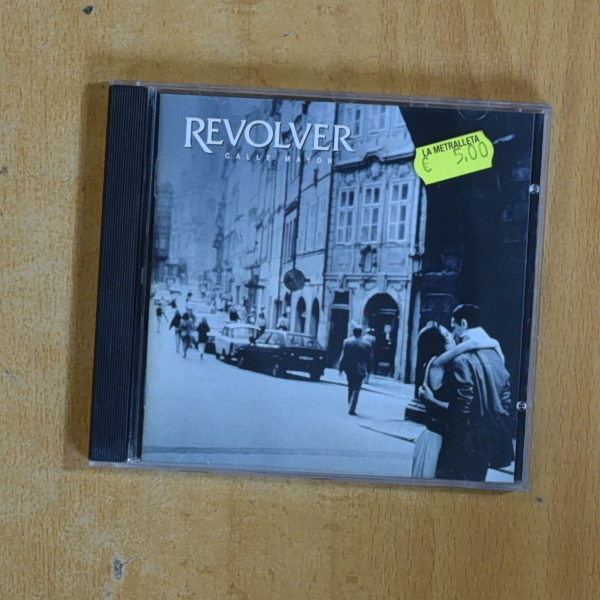 REVOLVER
CALLE MAYOR
LA METRALLETA
€ 5,00